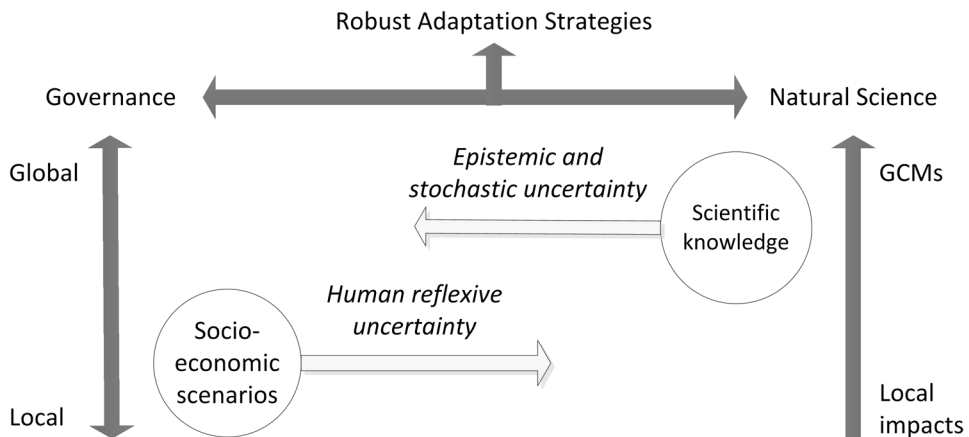 Robust Adaptation Strategies
Governance
Natural Science
Global
Epistemic and
stochastic uncertainty
GCMs
Scientific
knowledge
Human reflexive
uncertainty
Socio-
economic
scenarios
Local
Local
impacts